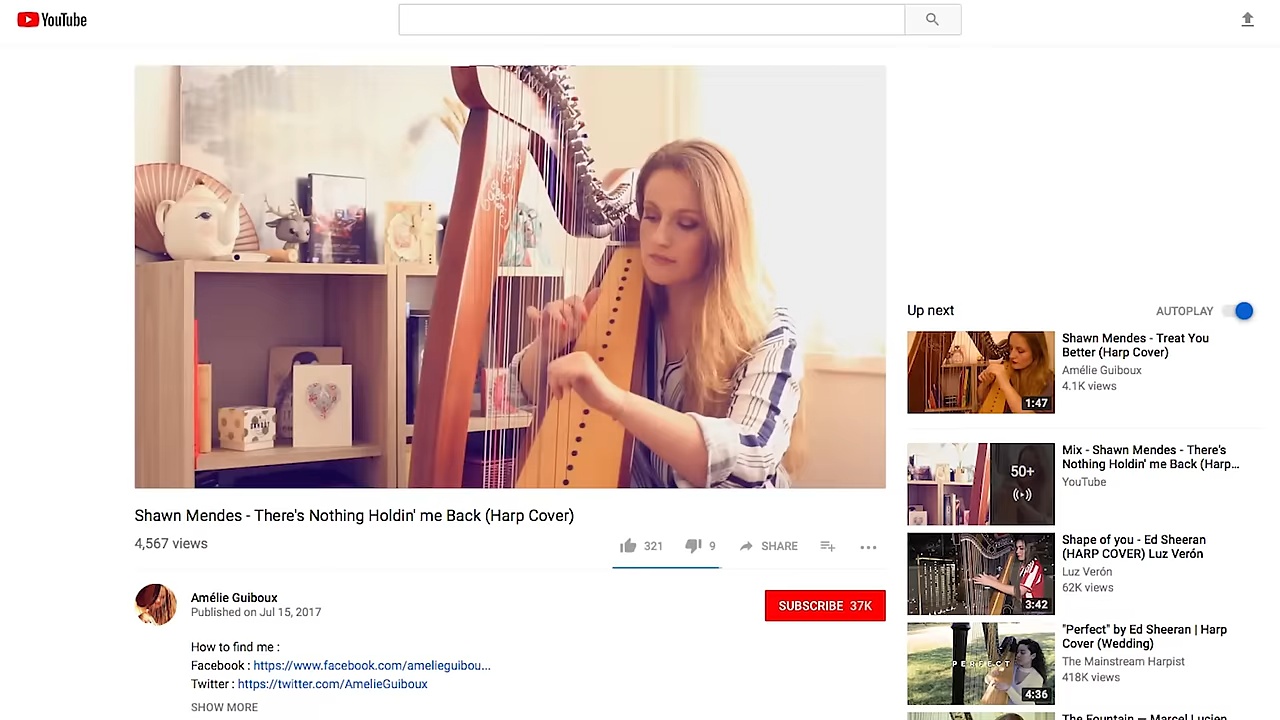 YouTube
Shawn Mendes - There's Nothing Holdin' me Back (Harp Cover)
4,567 views
321
9
SHARE
Amélie Guiboux
Published on Jul 15, 2017
SUBSCRIBE 37K
How to find me :
Facebook : https://www.facebook.com/amelieguibou...
Twitter : https://twitter.com/AmelieGuiboux
SHOW MORE
Up next
AUTOPLAY
1:47
Shawn Mendes - Treat You
Better (Harp Cover)
Amélie Guiboux
4.1K views
50+
Mix - Shawn Mendes - There's
Nothing Holdin' me Back (Harp...
YouTube
3:42
Shape of you - Ed Sheeran
(HARP COVER) Luz Verón
Luz Verón
62K views
PERFECT
4:36
"Perfect" by Ed Sheeran | Harp
Cover (Wedding)
The Mainstream Harpist
418K views
The Fountain — Marcel Lucien